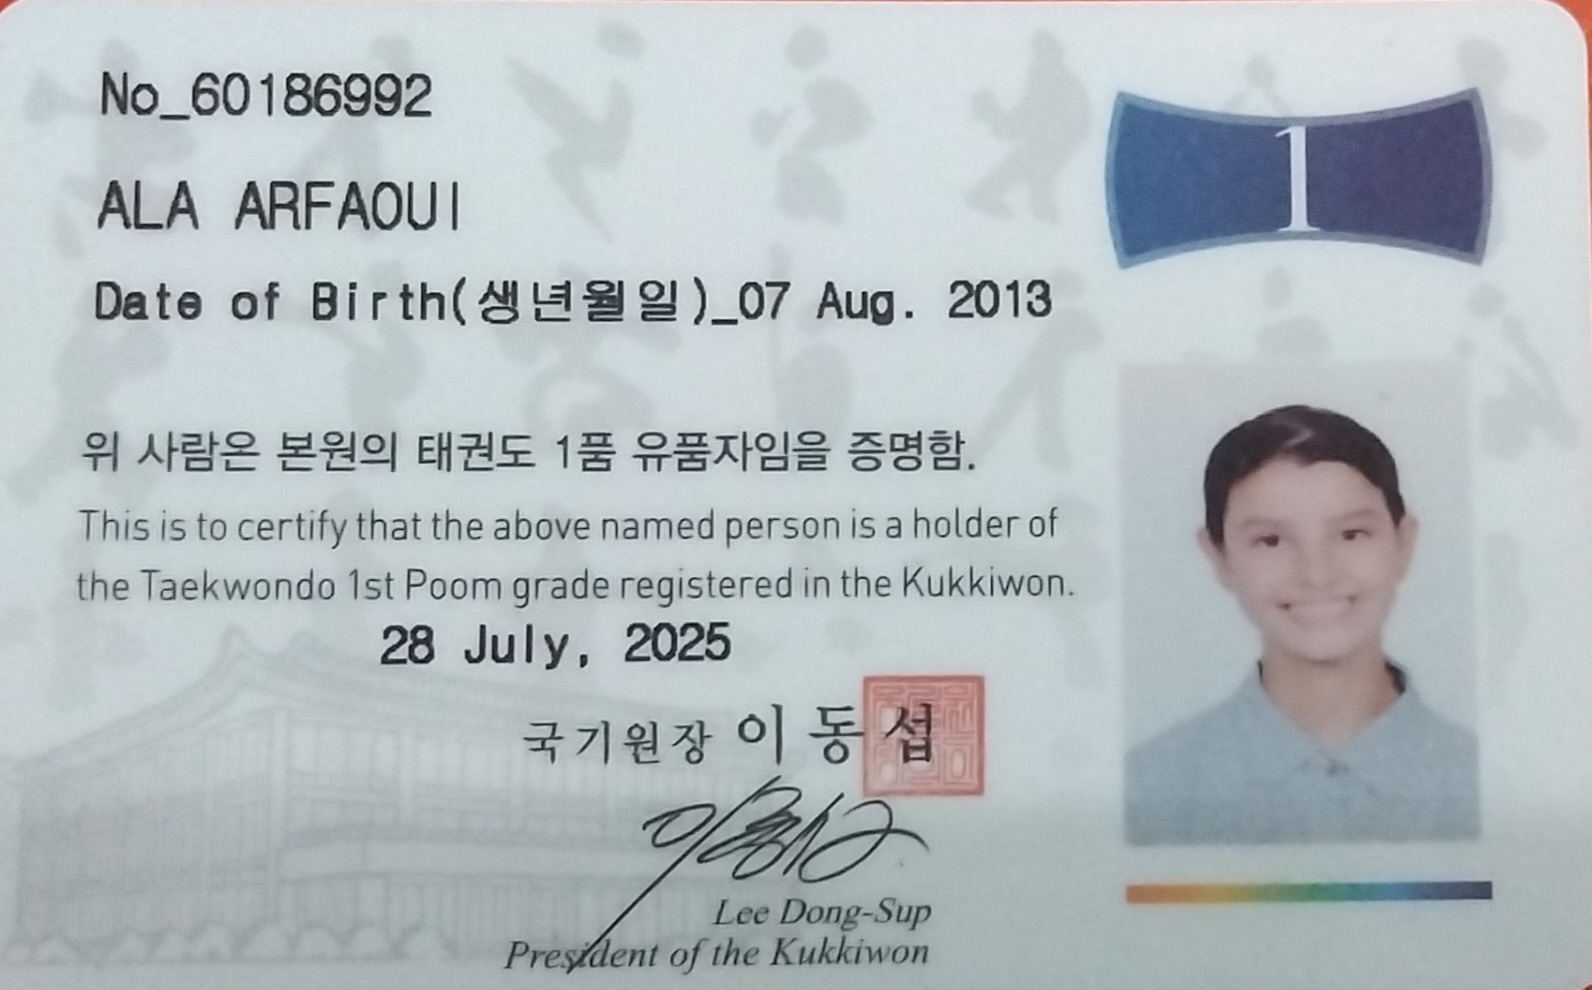 No_60186992
1
ALA ARFAOUI
Date of Birth(생년월일)_07 Aug. 2013
위 사람은 본원의 태권도 1품 유품자임을 증명함.
This is to certify that the above named person is a holder of
the Taekwondo 1st Poom grade registered in the Kukkiwon.
28 July, 2025
국기원장 이동섭
Lee Dong-Sup
President of the Kukkiwon